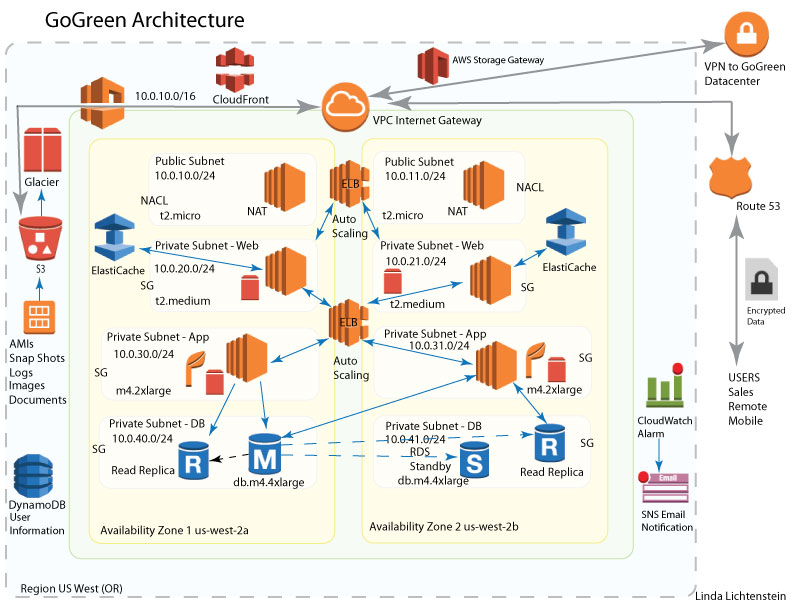 GoGreen Architecture
AWS Storage Gateway
VPN to GoGreen
Datacenter
10.0.10.0/16
CloudFront
VPC Internet Gateway
Glacier
S3
AMIs
Snap Shots
Logs
Images
Documents
DynamoDB
User
Information
Public Subnet
10.0.10.0/24
NACL
t2.micro
NAT
ELB
Auto
Scaling
Public Subnet
10.0.11.0/24
NACL
t2.micro
NAT
ElastiCache
Private Subnet - Web
10.0.20.0/24
SG
t2.medium
Private Subnet - Web
10.0.21.0/24
SG
t2.medium
ElastiCache
ELB
Auto
Scaling
Private Subnet - App
10.0.30.0/24
SG
m4.2xlarge
Private Subnet - App
10.0.31.0/24
SG
m4.2xlarge
Private Subnet - DB
10.0.40.0/24
SG
Read Replica
R
M
db.m4.4xlarge
Private Subnet - DB
10.0.41.0/24
RDS
Standby
db.m4.4xlarge
S
R
SG
Read Replica
Availability Zone 1 us-west-2a
Availability Zone 2 us-west-2b
Route 53
Encrypted
Data
USERS
Sales
Remote
Mobile
CloudWatch
Alarm
Email
SNS Email
Notification
Region US West (OR)
Linda Lichtenstein